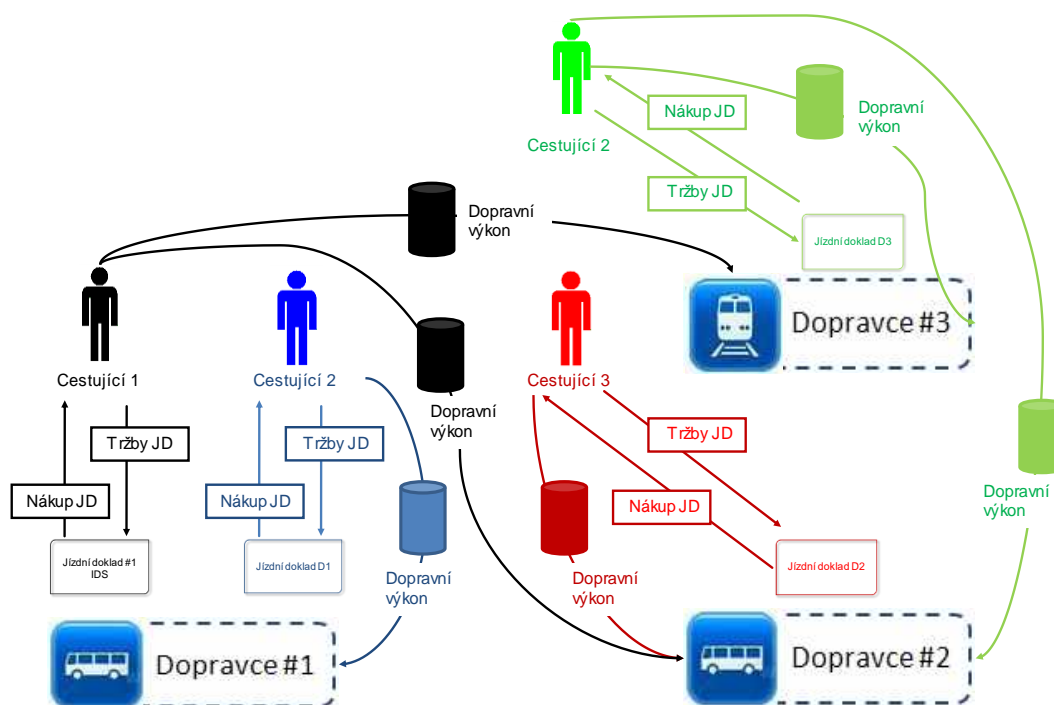 Nákup JD
Dopravní
výkon
Cestující 2
Tržby JD
Dopravní
výkon
Jízdní doklad D3
Dopravce #3
Cestující 1
Cestující 2
Cestující 3
Dopravní
výkon
Tržby JD
Tržby JD
Tržby JD
Nákup JD
Nákup JD
Nákup JD
Dopravní
výkon
Jízdní doklad #1
IDS
Jízdní doklad D1
Dopravní
výkon
Dopravní
výkon
Jízdní doklad D2
Dopravce #1
Dopravce #2